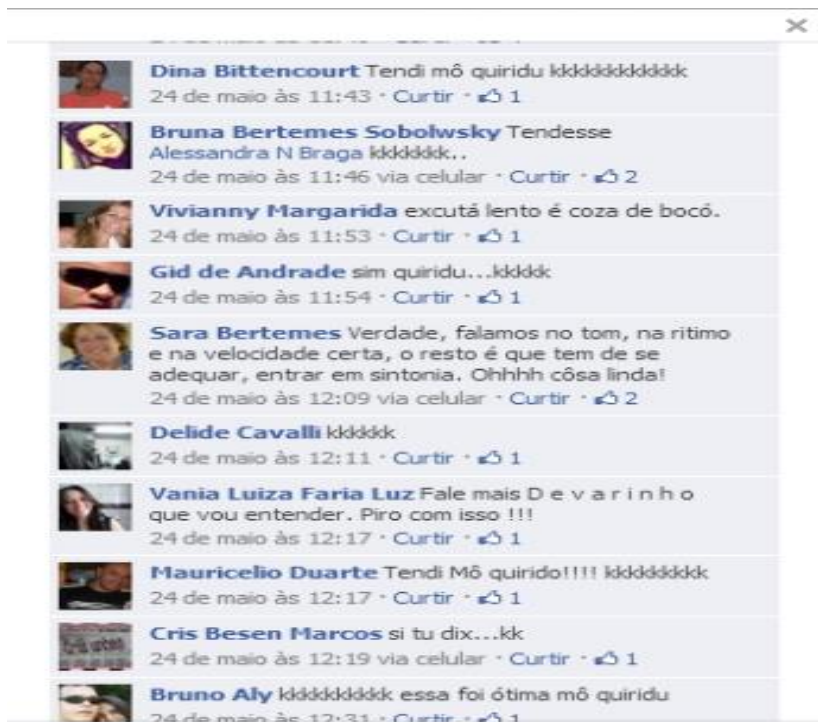 Dina Bittencourt Tendi mô quiridu kkkkkkkkkkkk
24 de maio às 11:43 · Curtir · 1
Bruna Bertemes Sobolwsky Tendesse
Alessandra N Braga kkkkkkk..
24 de maio às 11:46 via celular · Curtir · 2
Vivianny Margarida excutá lento é coza de bocó.
24 de maio às 11:53 · Curtir · 1
Gid de Andrade sim quiridu...kkkkk
24 de maio às 11:54 · Curtir · 1
Sara Bertemes Verdade, falamos no tom, na ritimo
e na velocidade certa, o resto é que tem de se
adequar, entrar em sintonia. Ohhhh côsa linda!
24 de maio às 12:09 via celular · Curtir · 2
Delide Cavalli kkkkkk
24 de maio às 12:11 · Curtir · 1
Vania Luiza Faria Luz Fale mais D e v a r i n h o
que vou entender. Piro com isso !!!
24 de maio às 12:17 · Curtir · 1
Mauricelio Duarte Tendi Mô quirido!!!! kkkkkkkkk
24 de maio às 12:17 · Curtir · 1
Cris Besen Marcos si tu dix...kk
24 de maio às 12:19 via celular · Curtir · 1
Bruno Aly kkkkkkkkkk essa foi ótima mô quiridu
24 de maio às 12:31 · Curtir · 1